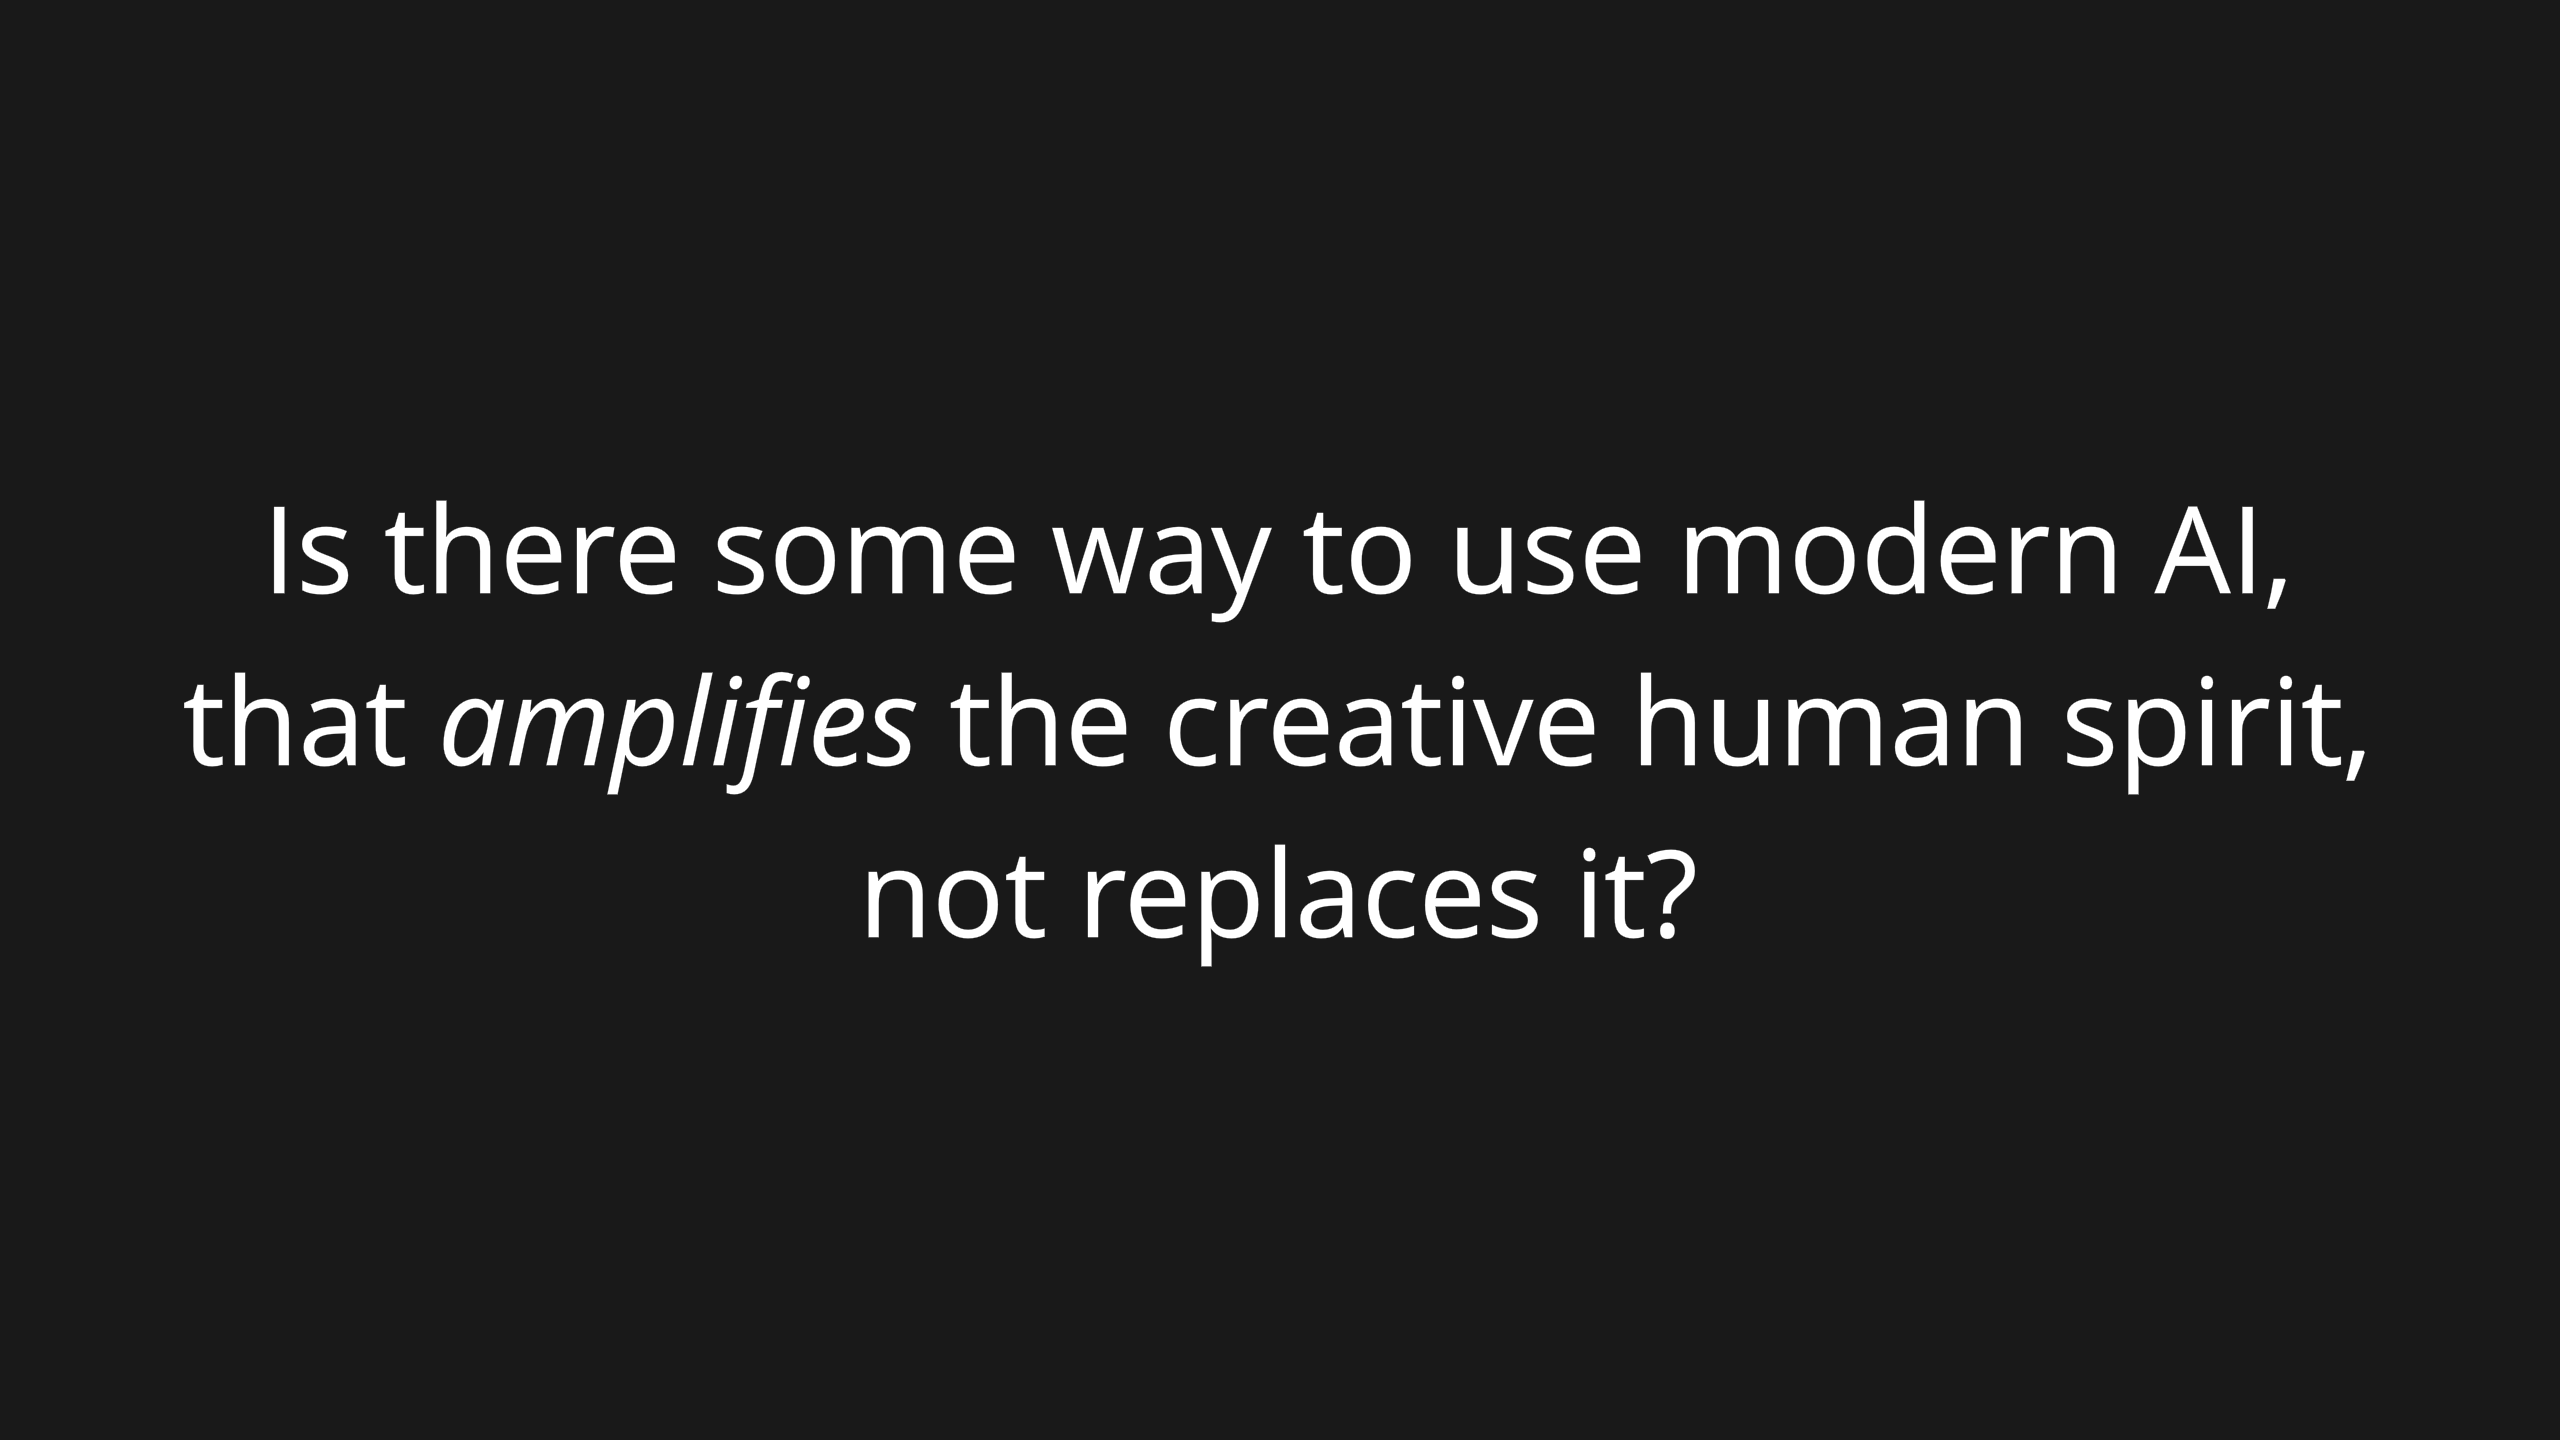 Is there some way to use modern AI,
that amplifies the creative human spirit,
not replaces it?